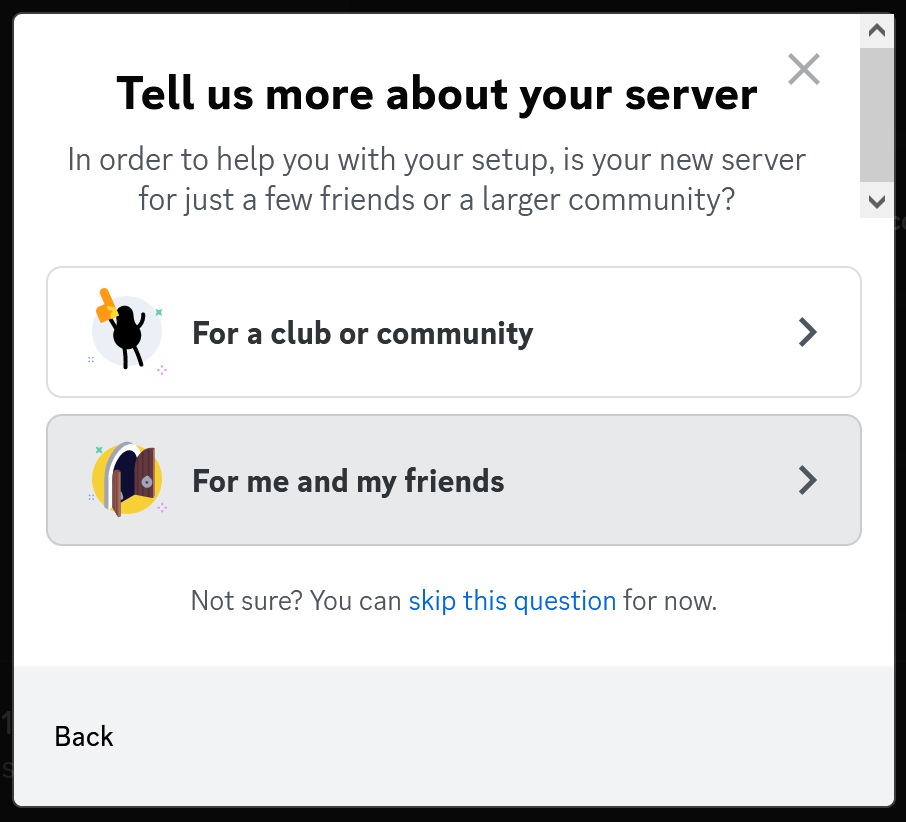 Tell us more about your server
In order to help you with your setup, is your new server
for just a few friends or a larger community?
For a club or community
For me and my friends
Not sure? You can skip this question for now.
Back